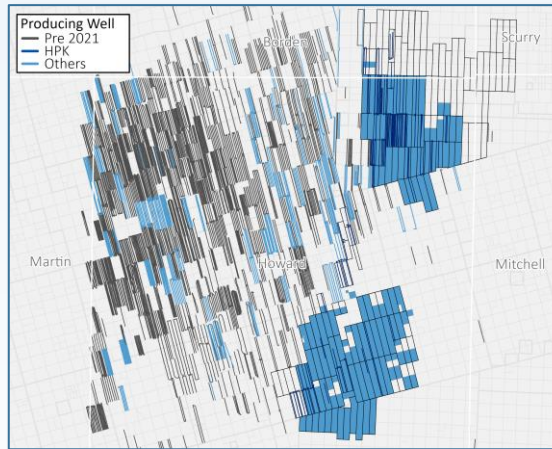 Producing Well
Pre 2021
HPK
Others
Borden
Scurry
Martin
Howard
Mitchell